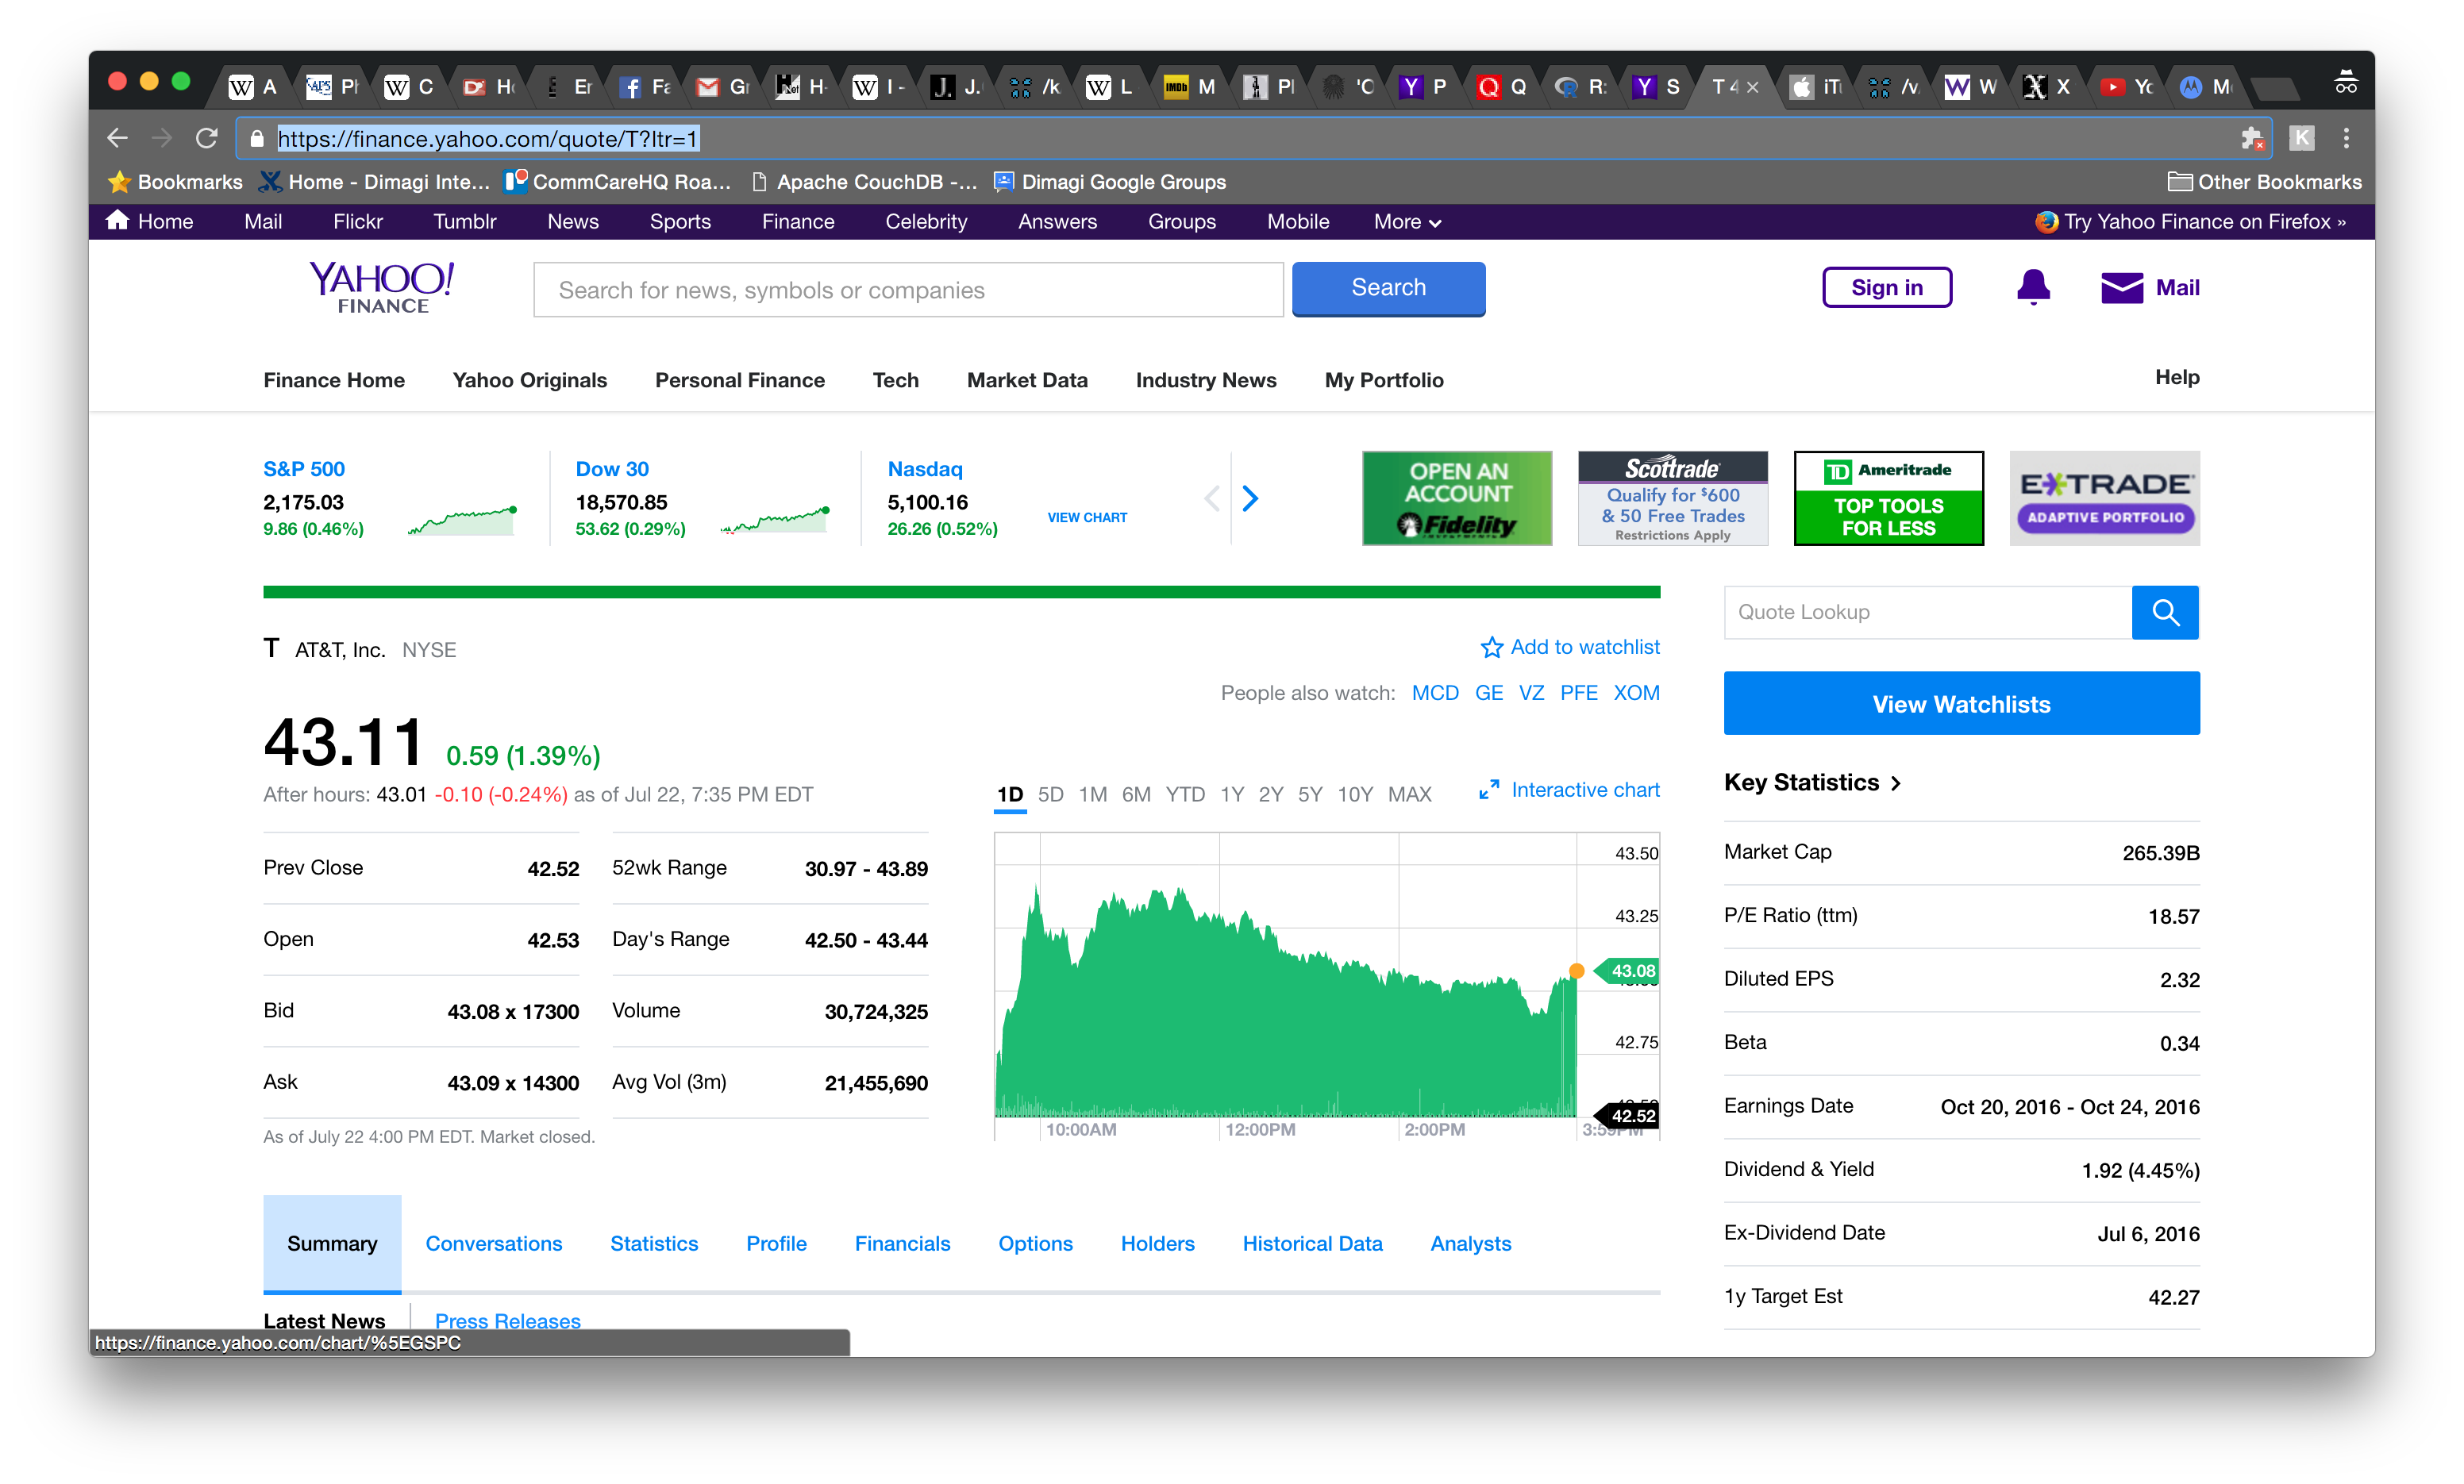 A
Ph
C
Ho
Er
Fa
Gr
H-
I -
J.
/k
L
M
Pl
'C
P
Q
R:
S
T 4
iTu
/v
W
X
Yo
M
https://finance.yahoo.com/quote/T?ltr=1
K
Bookmarks Home - Dimagi Inte... CommCareHQ Roa... Apache CouchDB -... Dimagi Google Groups Other Bookmarks
Home Mail Flickr Tumblr News Sports Finance Celebrity Answers Groups Mobile More Try Yahoo Finance on Firefox »
YAHOO!
FINANCE
Search for news, symbols or companies
Search
Sign in
Mail
Finance Home Yahoo Originals Personal Finance Tech Market Data Industry News My Portfolio Help
S&P 500
2,175.03
9.86 (0.46%)
Dow 30
18,570.85
53.62 (0.29%)
Nasdaq
5,100.16
26.26 (0.52%)
VIEW CHART
OPEN AN
ACCOUNT
Fidelity
INVESTMENTS
Scottrade
Qualify for $600
& 50 Free Trades
Restrictions Apply
TD Ameritrade
TOP TOOLS
FOR LESS
E*TRADE
ADAPTIVE PORTFOLIO
T AT&T, Inc. NYSE
Add to watchlist
People also watch: MCD GE VZ PFE XOM
43.11 0.59 (1.39%)
After hours: 43.01 -0.10 (-0.24%) as of Jul 22, 7:35 PM EDT
Prev Close 42.52
Open 42.53
Bid 43.08 x 17300
Ask 43.09 x 14300
52wk Range 30.97 - 43.89
Day's Range 42.50 - 43.44
Volume 30,724,325
Avg Vol (3m) 21,455,690
As of July 22 4:00 PM EDT. Market closed.
1D 5D 1M 6M YTD 1Y 2Y 5Y 10Y MAX
Interactive chart
43.50
43.25
43.08
42.75
42.52
10:00AM 12:00PM 2:00PM 3:59PM
Quote Lookup
View Watchlists
Key Statistics
Market Cap 265.39B
P/E Ratio (ttm) 18.57
Diluted EPS 2.32
Beta 0.34
Earnings Date Oct 20, 2016 - Oct 24, 2016
Dividend & Yield 1.92 (4.45%)
Ex-Dividend Date Jul 6, 2016
1y Target Est 42.27
Summary Conversations Statistics Profile Financials Options Holders Historical Data Analysts
Latest News Press Releases
https://finance.yahoo.com/chart/%5EGSPC